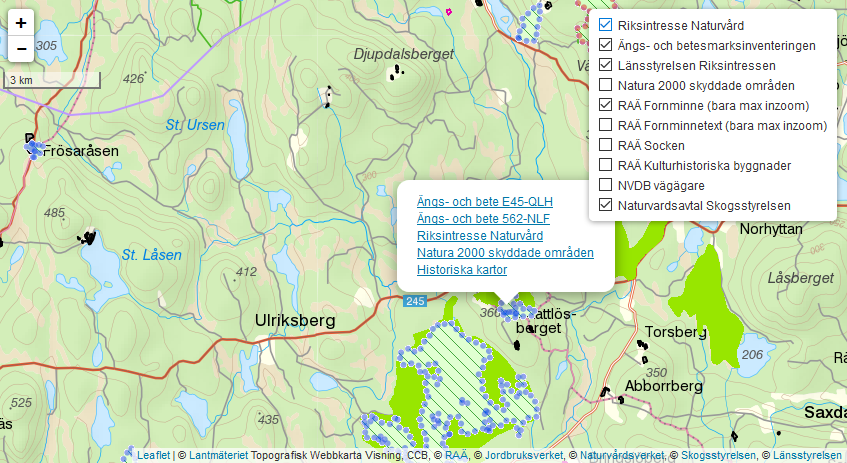 +
−
3 km
305
426
Djupdalsberget
St. Ursen
Frösaråsen
485
St. Låsen
412
245
Ulriksberg
360
berget
Torsberg
206
350
Abborrberg
435
525
Saxda
Norhyttan
Låsberget
300
Riksintresse Naturvård
Ängs- och betesmarksinventeringen
Länsstyrelsen Riksintressen
Natura 2000 skyddade områden
RAÄ Fornminne (bara max inzoom)
RAÄ Fornminnetext (bara max inzoom)
RAÄ Socken
RAÄ Kulturhistoriska byggnader
NVDB vägägare
Naturvardsavtal Skogsstyrelsen
Ängs- och bete E45-QLH
Ängs- och bete 562-NLF
Riksintresse Naturvård
Natura 2000 skyddade områden
Historiska kartor
Leaflet | © Lantmäteriet Topografisk Webbkarta Visning, CCB, © RAÄ, © Jordbruksverket, © Naturvårdsverket, © Skogsstyrelsen, © Länsstyrelsen